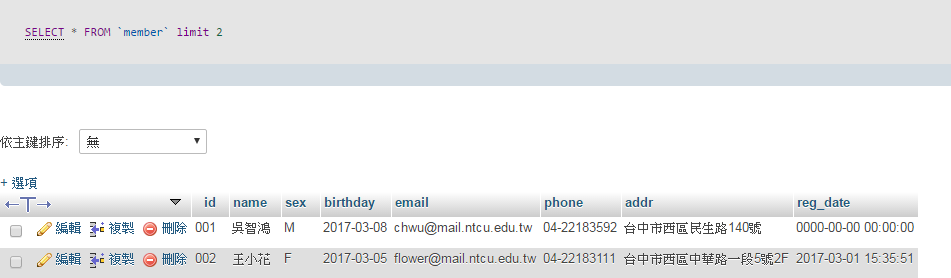 SELECT * FROM `member` limit 2
依主鍵排序: 無
+ 選項
←T→ id name sex birthday email phone addr reg_date
編輯 複製 刪除 001 吳智鴻 M 2017-03-08 chwu@mail.ntcu.edu.tw 04-22183592 台中市西區民生路140號 0000-00-00 00:00:00
編輯 複製 刪除 002 王小花 F 2017-03-05 flower@mail.ntcu.edu.tw 04-22183111 台中市西區中華路一段5號2F 2017-03-01 15:35:51